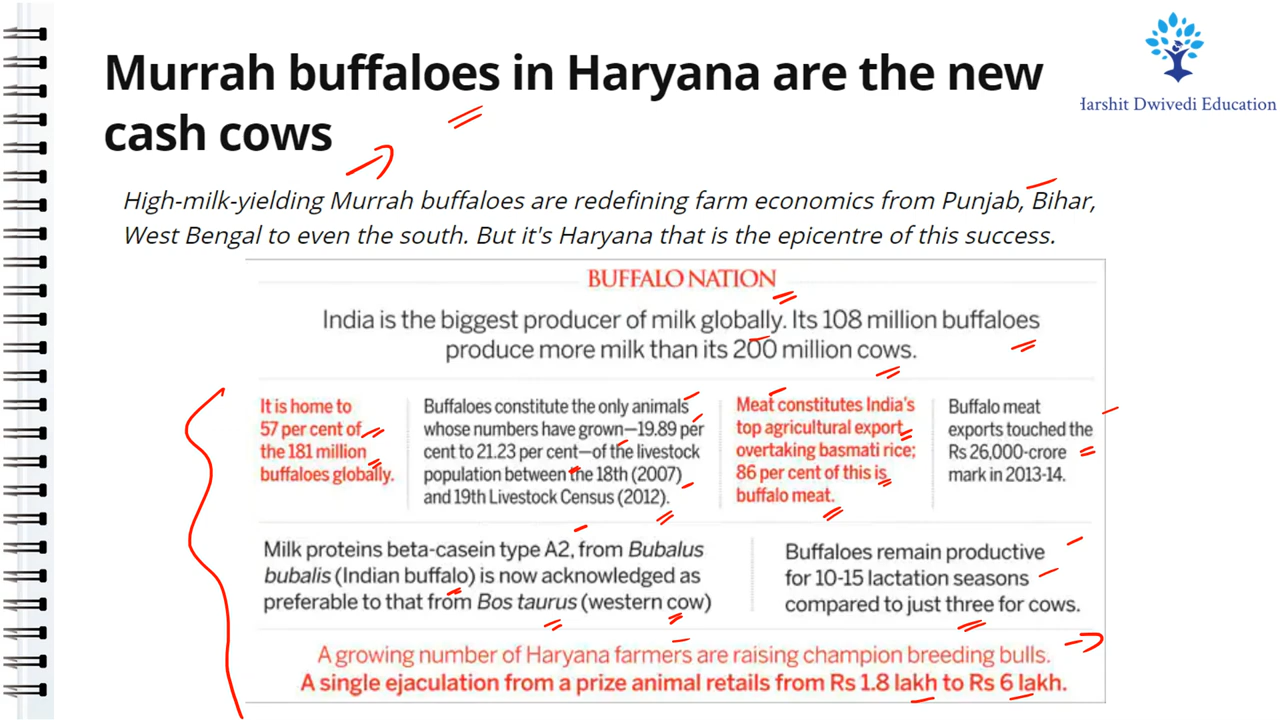 Murrah buffaloes in Haryana are the new
cash cows
Harshit Dwivedi Education
High-milk-yielding Murrah buffaloes are redefining farm economics from Punjab, Bihar,
West Bengal to even the south. But it's Haryana that is the epicentre of this success.
BUFFALO NATION
India is the biggest producer of milk globally. Its 108 million buffaloes
produce more milk than its 200 million cows.
It is home to
57 per cent of
the 181 million
buffaloes globally.
Buffaloes constitute the only animals
whose numbers have grown—19.89 per
cent to 21.23 per cent—of the livestock
population between the 18th (2007)
and 19th Livestock Census (2012).
Meat constitutes India's
top agricultural export,
overtaking basmati rice;
86 per cent of this is
buffalo meat.
Buffalo meat
exports touched the
Rs 26,000-crore
mark in 2013-14.
Milk proteins beta-casein type A2, from Bubalus
bubalis (Indian buffalo) is now acknowledged as
preferable to that from Bos taurus (western cow)
Buffaloes remain productive
for 10-15 lactation seasons
compared to just three for cows.
A growing number of Haryana farmers are raising champion breeding bulls.
A single ejaculation from a prize animal retails from Rs 1.8 lakh to Rs 6 lakh.